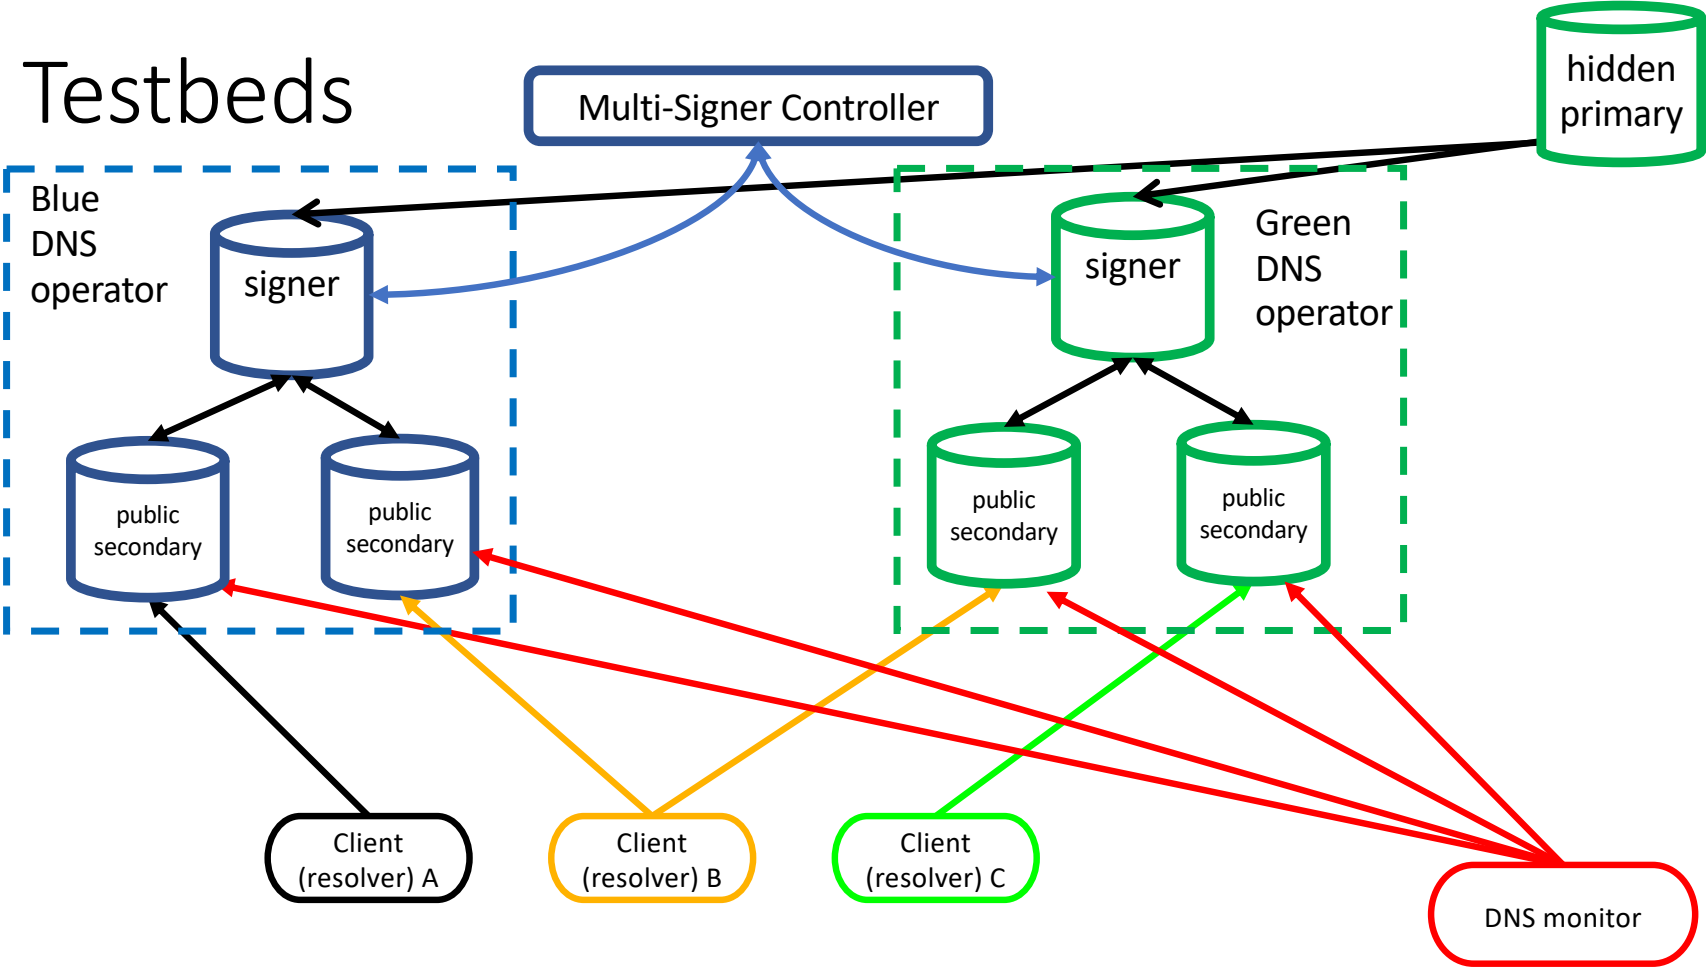 Testbeds
Multi-Signer Controller
hidden
primary
Blue
DNS
operator
signer
signer
Green
DNS
operator
public
secondary
public
secondary
public
secondary
public
secondary
Client
(resolver) A
Client
(resolver) B
Client
(resolver) C
DNS monitor